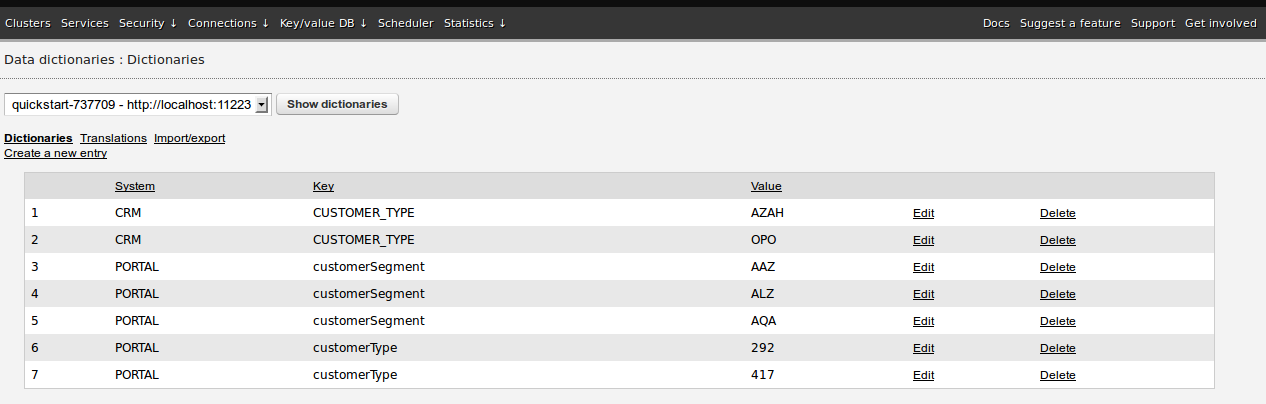 Clusters Services Security ↓ Connections ↓ Key/value DB ↓ Scheduler Statistics ↓ Docs Suggest a feature Support Get involved
Data dictionaries : Dictionaries
quickstart-737709 - http://localhost:11223 Show dictionaries
Dictionaries Translations Import/export
Create a new entry
System Key Value
1 CRM CUSTOMER_TYPE AZAH Edit Delete
2 CRM CUSTOMER_TYPE OPO Edit Delete
3 PORTAL customerSegment AAZ Edit Delete
4 PORTAL customerSegment ALZ Edit Delete
5 PORTAL customerSegment AQA Edit Delete
6 PORTAL customerType 292 Edit Delete
7 PORTAL customerType 417 Edit Delete